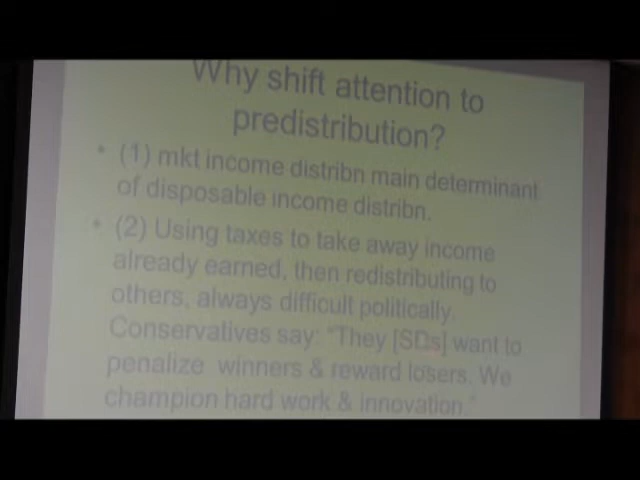 Why shift attention to
predistribution?
• (1) mkt income distribn main determinant
of disposable income distribn.
• (2) Using taxes to take away income
already earned, then redistributing to
others, always difficult politically.
Conservatives say: "They [SDs] want to
penalize winners & reward losers. We
champion hard work & innovation."